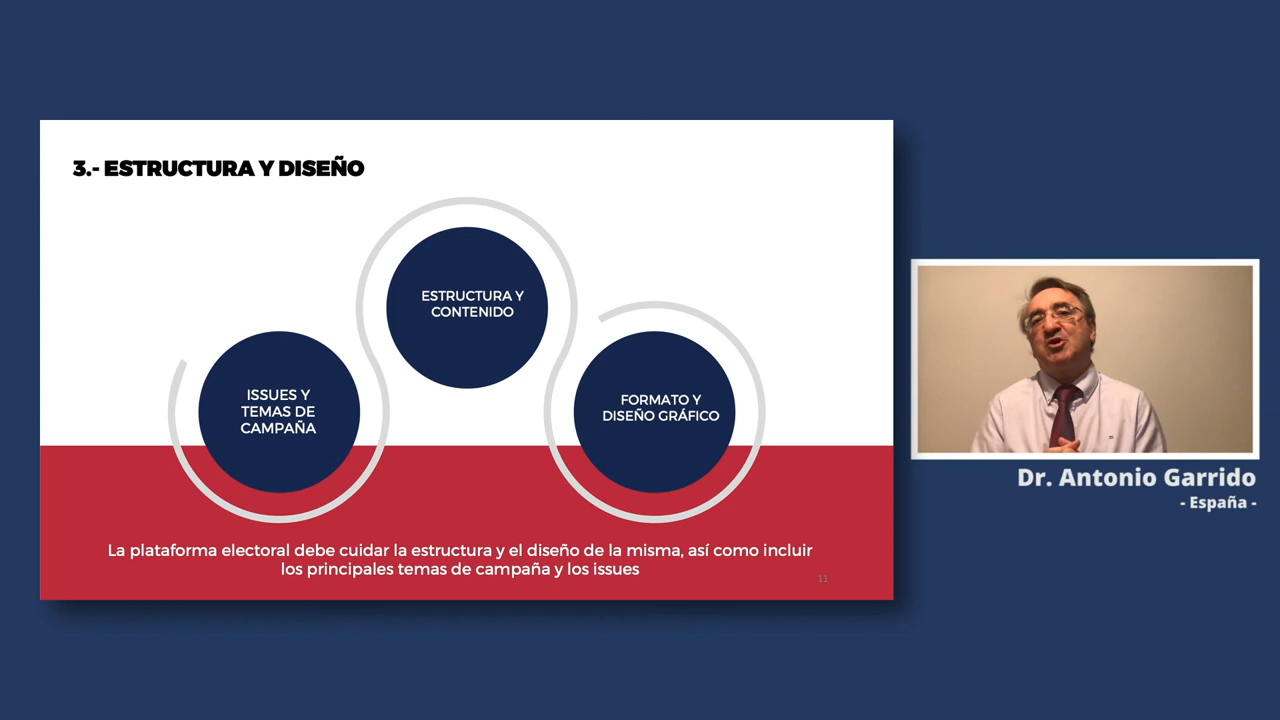 3.- ESTRUCTURA Y DISEÑO
ESTRUCTURA Y
CONTENIDO
ISSUES Y
TEMAS DE
CAMPAÑA
FORMATO Y
DISEÑO GRÁFICO
La plataforma electoral debe cuidar la estructura y el diseño de la misma, así como incluir
los principales temas de campaña y los issues
11
Dr. Antonio Garrido
- España -